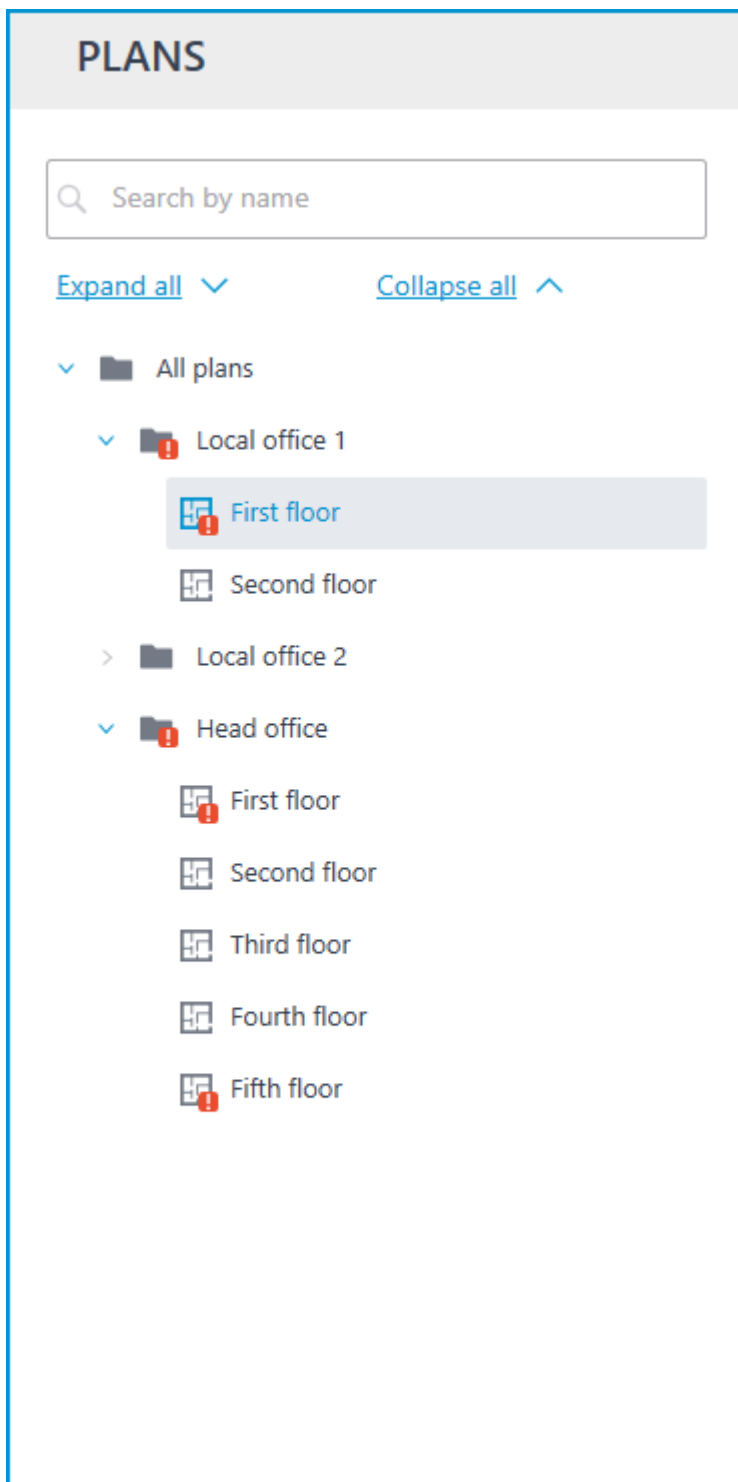 PLANS
Search by name
Expand all Collapse all
All plans
Local office 1
First floor
Second floor
Local office 2
Head office
First floor
Second floor
Third floor
Fourth floor
Fifth floor